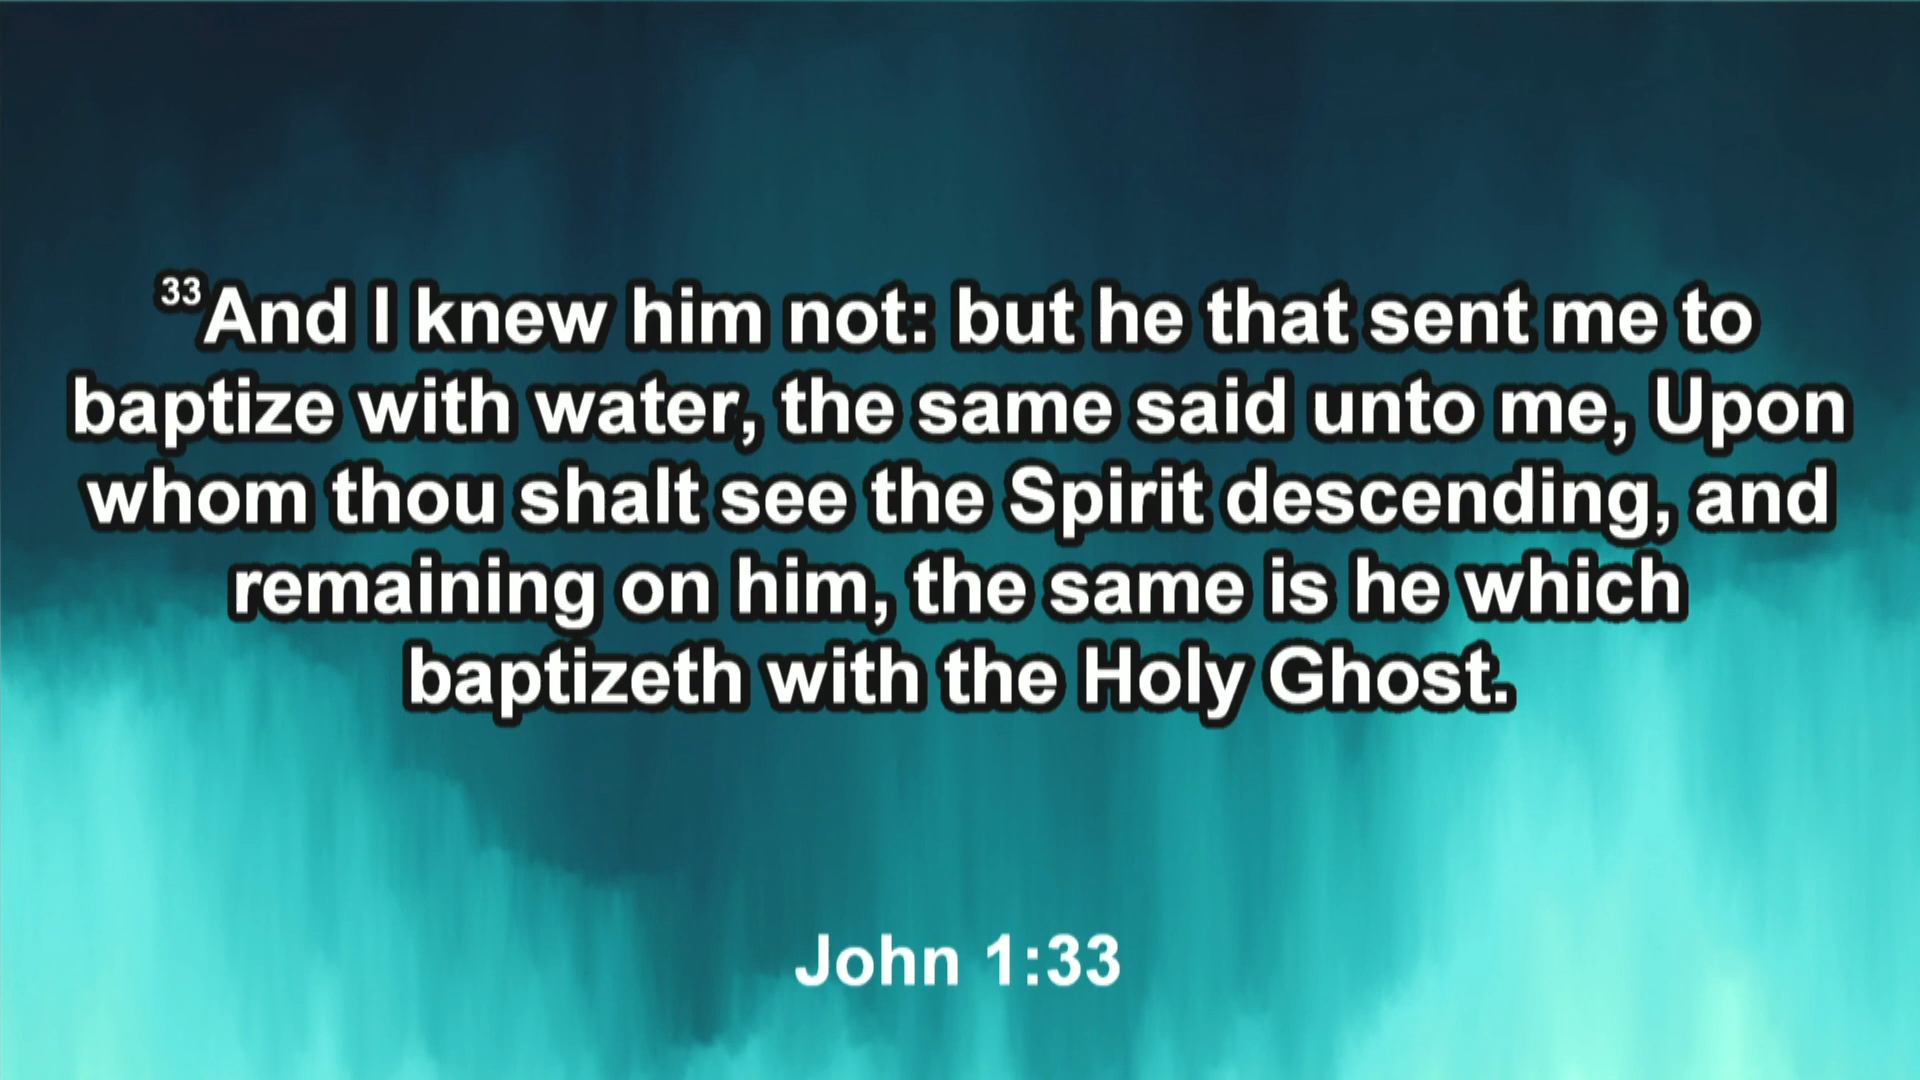 33And I knew him not: but he that sent me to
baptize with water, the same said unto me, Upon
whom thou shalt see the Spirit descending, and
remaining on him, the same is he which
baptizeth with the Holy Ghost.
John 1:33